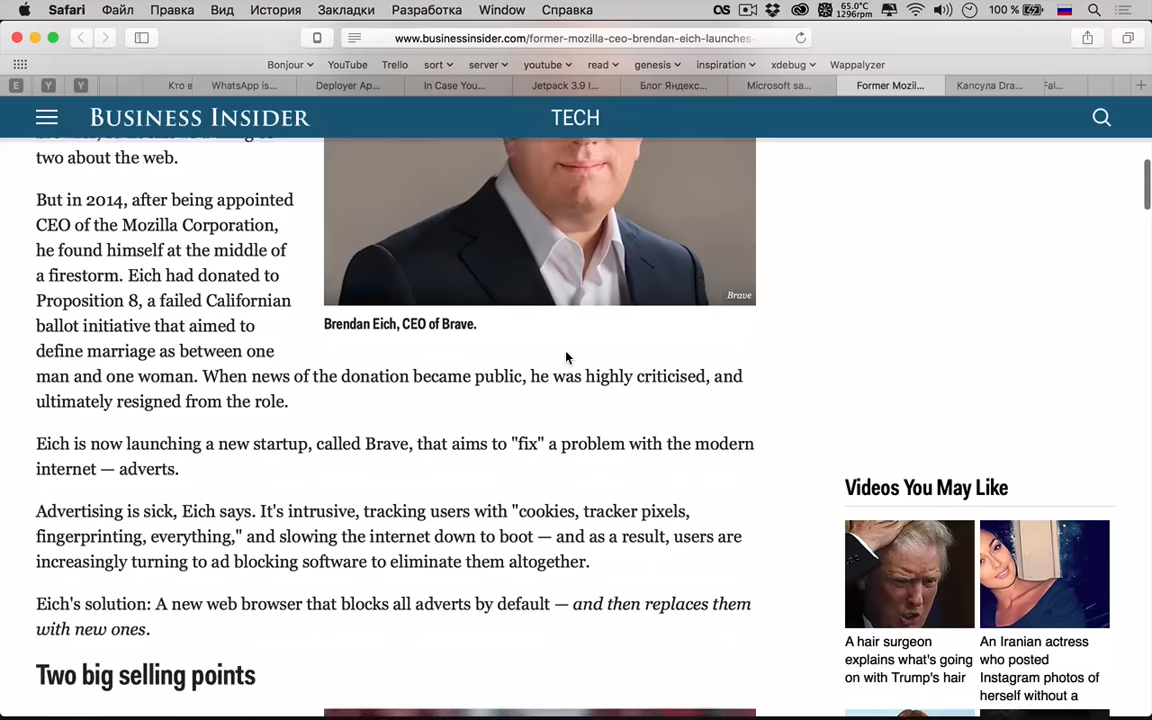 Safari Файл Правка Вид История Закладки Разработка Window Справка
65.0°C
1296rpm
100 %
www.businessinsider.com/former-mozilla-ceo-brendan-eich-launches-
Bonjour YouTube Trello sort server youtube read genesis inspiration xdebug Wappalyzer
E Y Y Кто в WhatsApp is... Deployer Ap... In Case You... Jetpack 3.9 I... Блог Яндекс... Microsoft sa... Former Mozil... Капсула Dra...
BUSINESS INSIDER
TECH
two about the web.
But in 2014, after being appointed
CEO of the Mozilla Corporation,
he found himself at the middle of
a firestorm. Eich had donated to
Proposition 8, a failed Californian
ballot initiative that aimed to
define marriage as between one
man and one woman. When news of the donation became public, he was highly criticised, and
ultimately resigned from the role.
Brave
Brendan Eich, CEO of Brave.
Eich is now launching a new startup, called Brave, that aims to "fix" a problem with the modern
internet — adverts.
Advertising is sick, Eich says. It's intrusive, tracking users with "cookies, tracker pixels,
fingerprinting, everything," and slowing the internet down to boot — and as a result, users are
increasingly turning to ad blocking software to eliminate them altogether.
Eich's solution: A new web browser that blocks all adverts by default — and then replaces them
with new ones.
Two big selling points
Videos You May Like
A hair surgeon
explains what's going
on with Trump's hair
An Iranian actress
who posted
Instagram photos of
herself without a